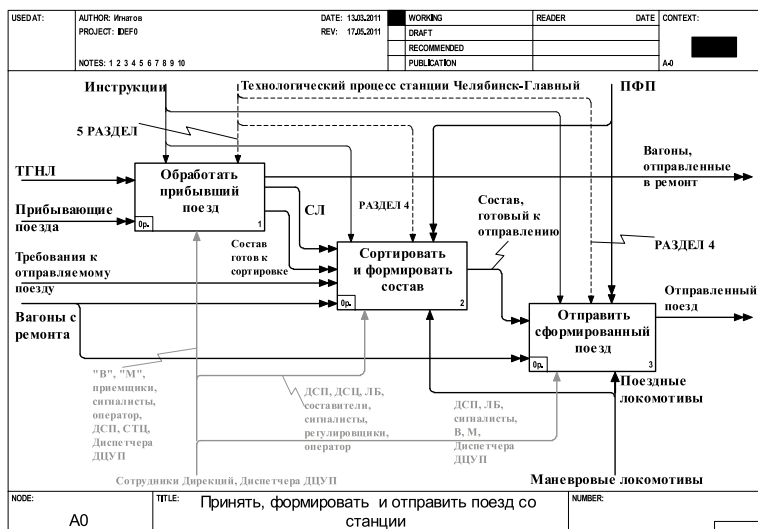 USED AT:
AUTHOR: Игнатов
DATE: 13.03.2011
WORKING
READER
DATE
CONTEXT:
PROJECT: IDEF0
REV: 17.05.2011
DRAFT
RECOMMENDED
NOTES: 1 2 3 4 5 6 7 8 9 10
PUBLICATION
A-0
Инструкции
Технологический процесс станции Челябинск-Главный
ПФП
5 РАЗДЕЛ
Вагоны,
отправленные
в ремонт
ТГНЛ
Обработать
прибывший
поезд
0р.
1
Прибывающие
поезда
СЛ
РАЗДЕЛ 4
Состав,
готовый к
отправлению
РАЗДЕЛ 4
Состав
готов к
сортировке
Требования к
отправляемому
поезду
Сортировать
и формировать
состав
0р.
2
Вагоны с
ремонта
Отправленный
поезд
Отправить
сформированный
поезд
0р.
3
"В", "М",
приемщики,
сигналисты,
оператор,
ДСП, СТЦ,
Диспетчера
ДЦУП
ДСП, ДСЦ, ЛБ,
составители,
сигналисты,
регулировщики,
оператор
ДСП, ЛБ,
сигналисты,
В, М,
Диспетчера
ДЦУП
Поездные
локомотивы
Сотрудники Дирекций, Диспетчера ДЦУП
Маневровые локомотивы
NODE:
A0
TITLE:
Принять, формировать и отправить поезд со
станции
NUMBER: